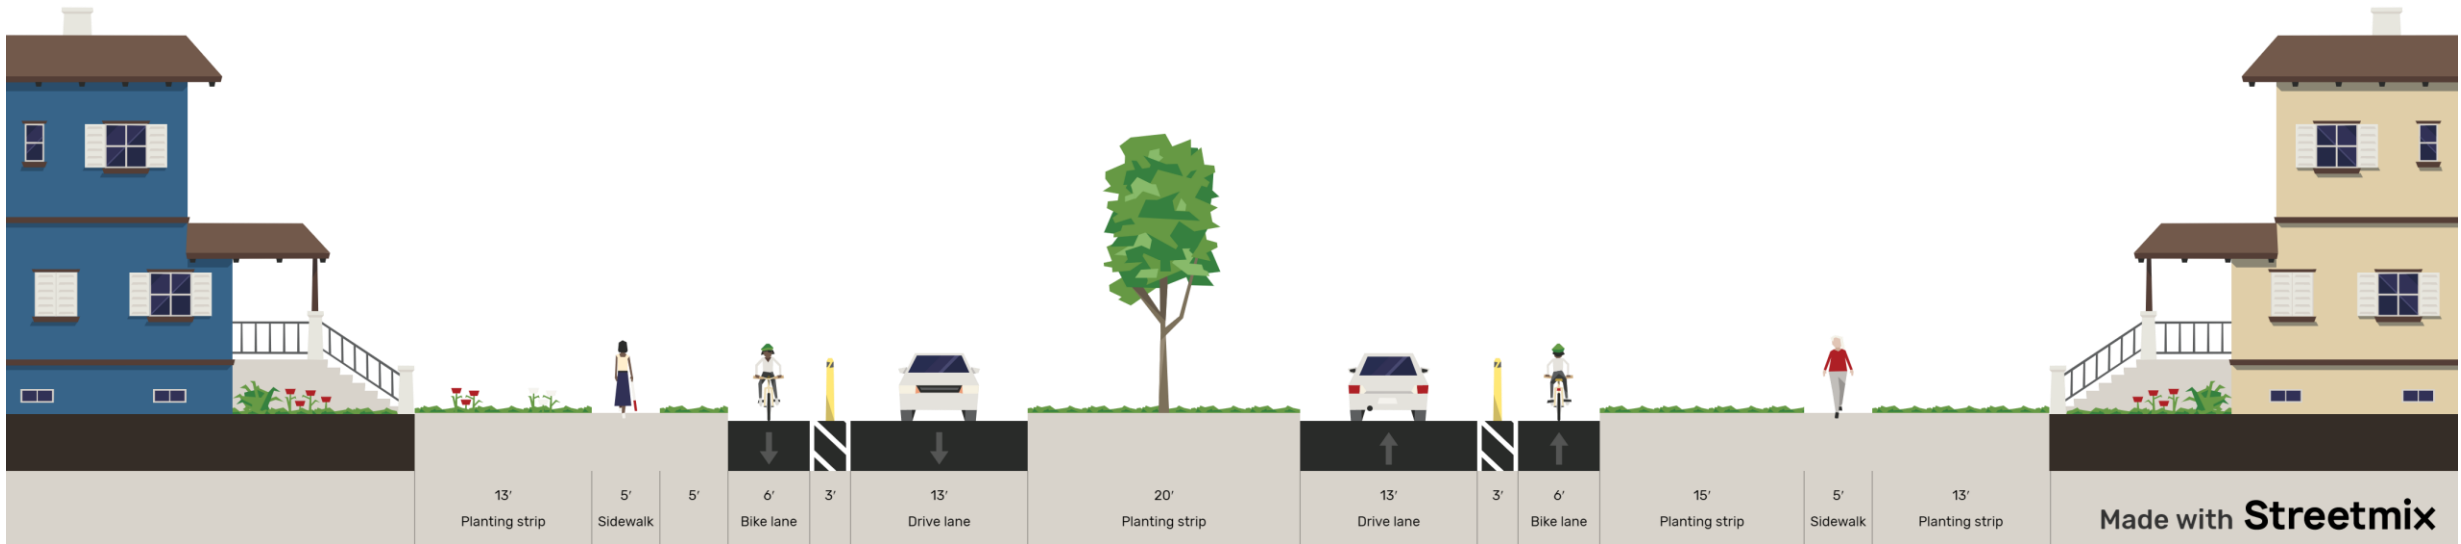 13′ 5′ 5′ 6′ 3′ 13′ 20′ 13′ 3′ 6′ 15′ 5′ 13′
Planting strip Sidewalk Bike lane Drive lane Planting strip Drive lane Bike lane Planting strip Sidewalk Planting strip
Made with Streetmix